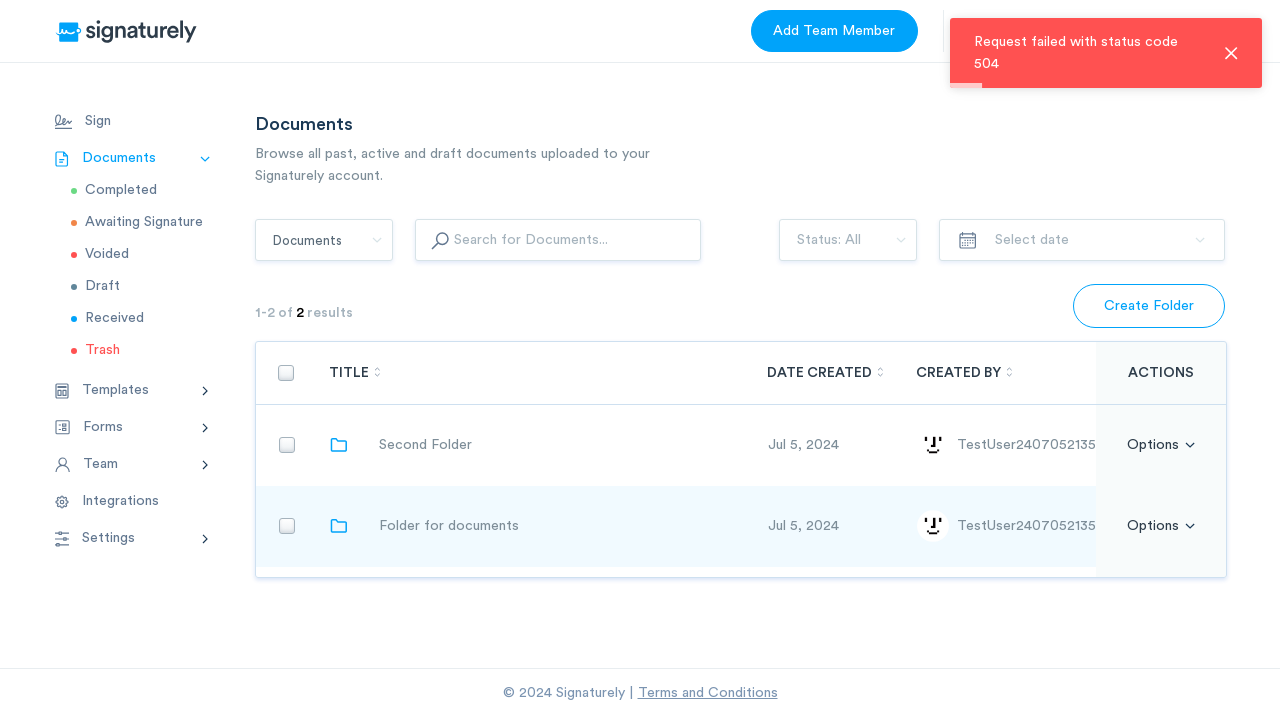 signaturely
Add Team Member
Request failed with status code
504
Sign
Documents
Completed
Awaiting Signature
Voided
Draft
Received
Trash
Templates
Forms
Team
Integrations
Settings
Documents
Browse all past, active and draft documents uploaded to your
Signaturely account.
Documents
Search for Documents...
Status: All
Select date
1-2 of 2 results
Create Folder
TITLE DATE CREATED CREATED BY ACTIONS
Second Folder Jul 5, 2024 TestUser2407052135 Options
Folder for documents Jul 5, 2024 TestUser2407052135 Options
© 2024 Signaturely | Terms and Conditions